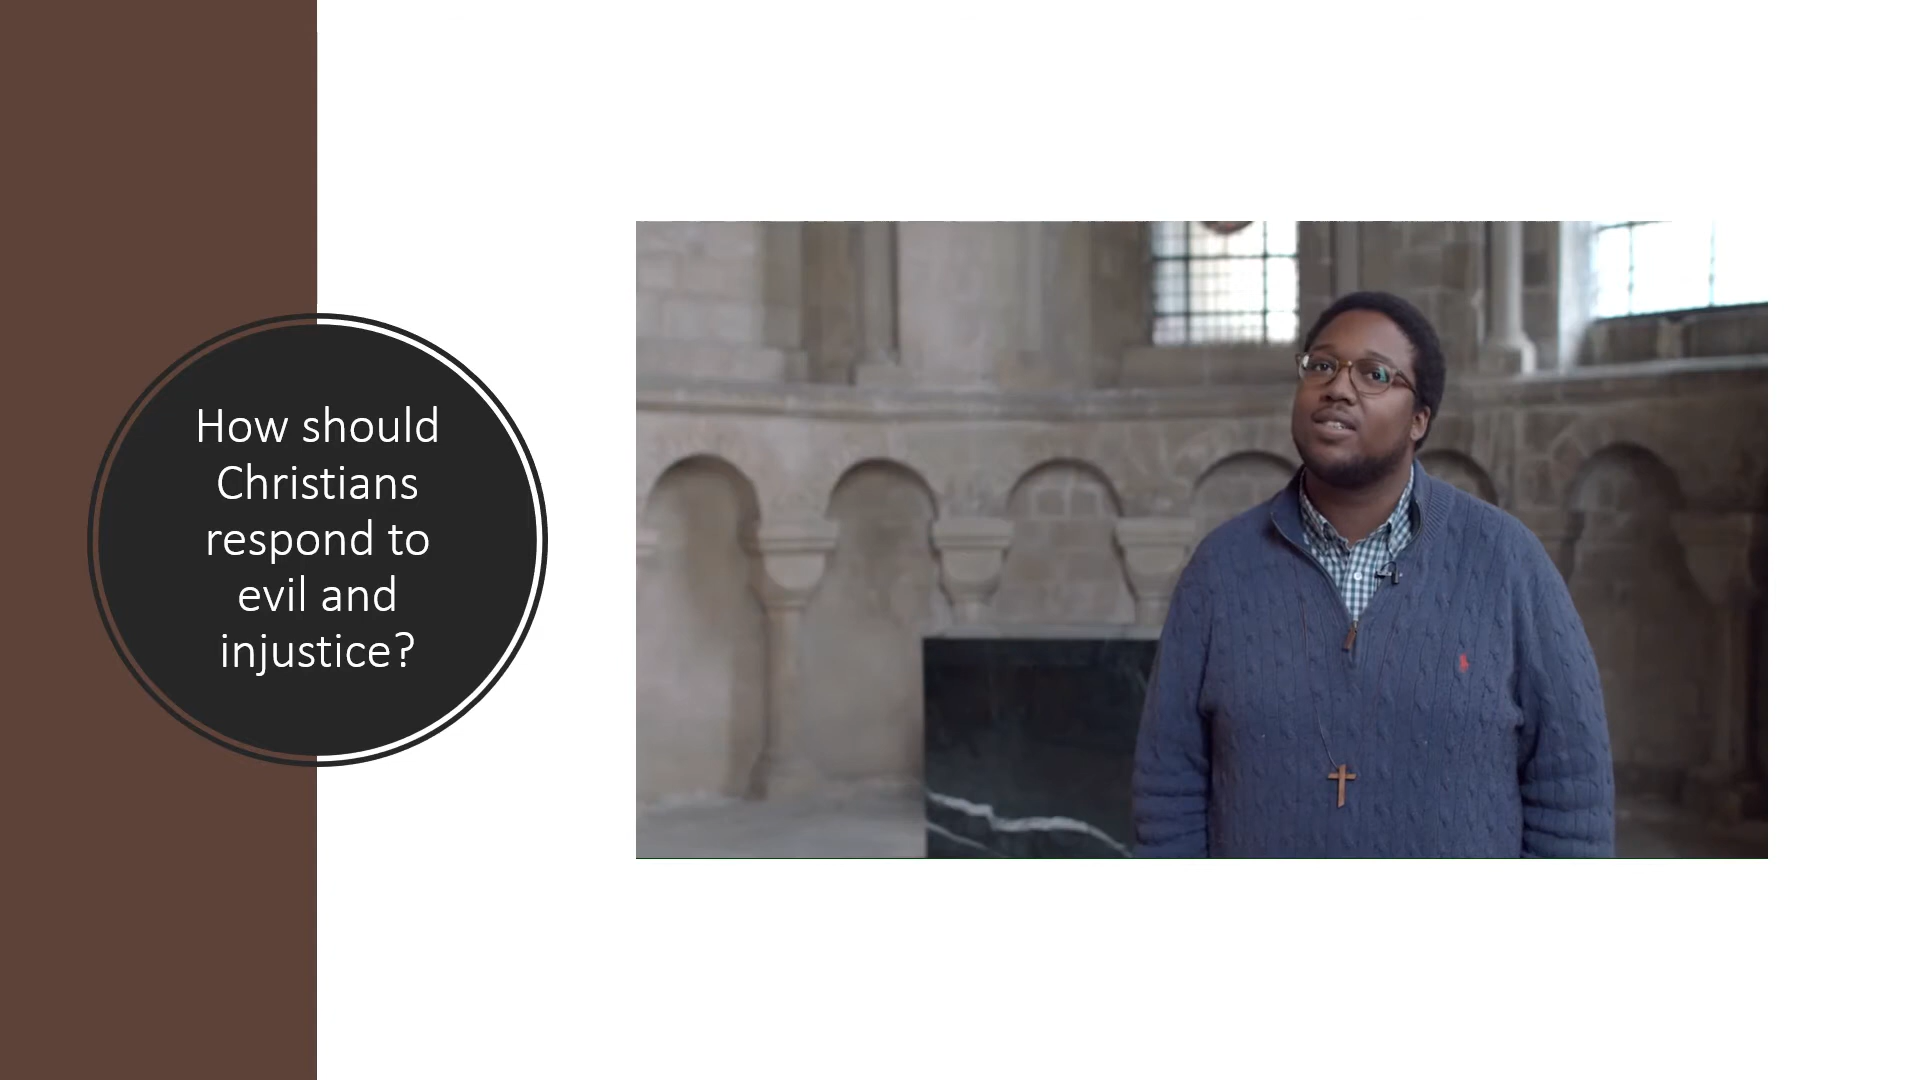 How should
Christians
respond to
evil and
injustice?